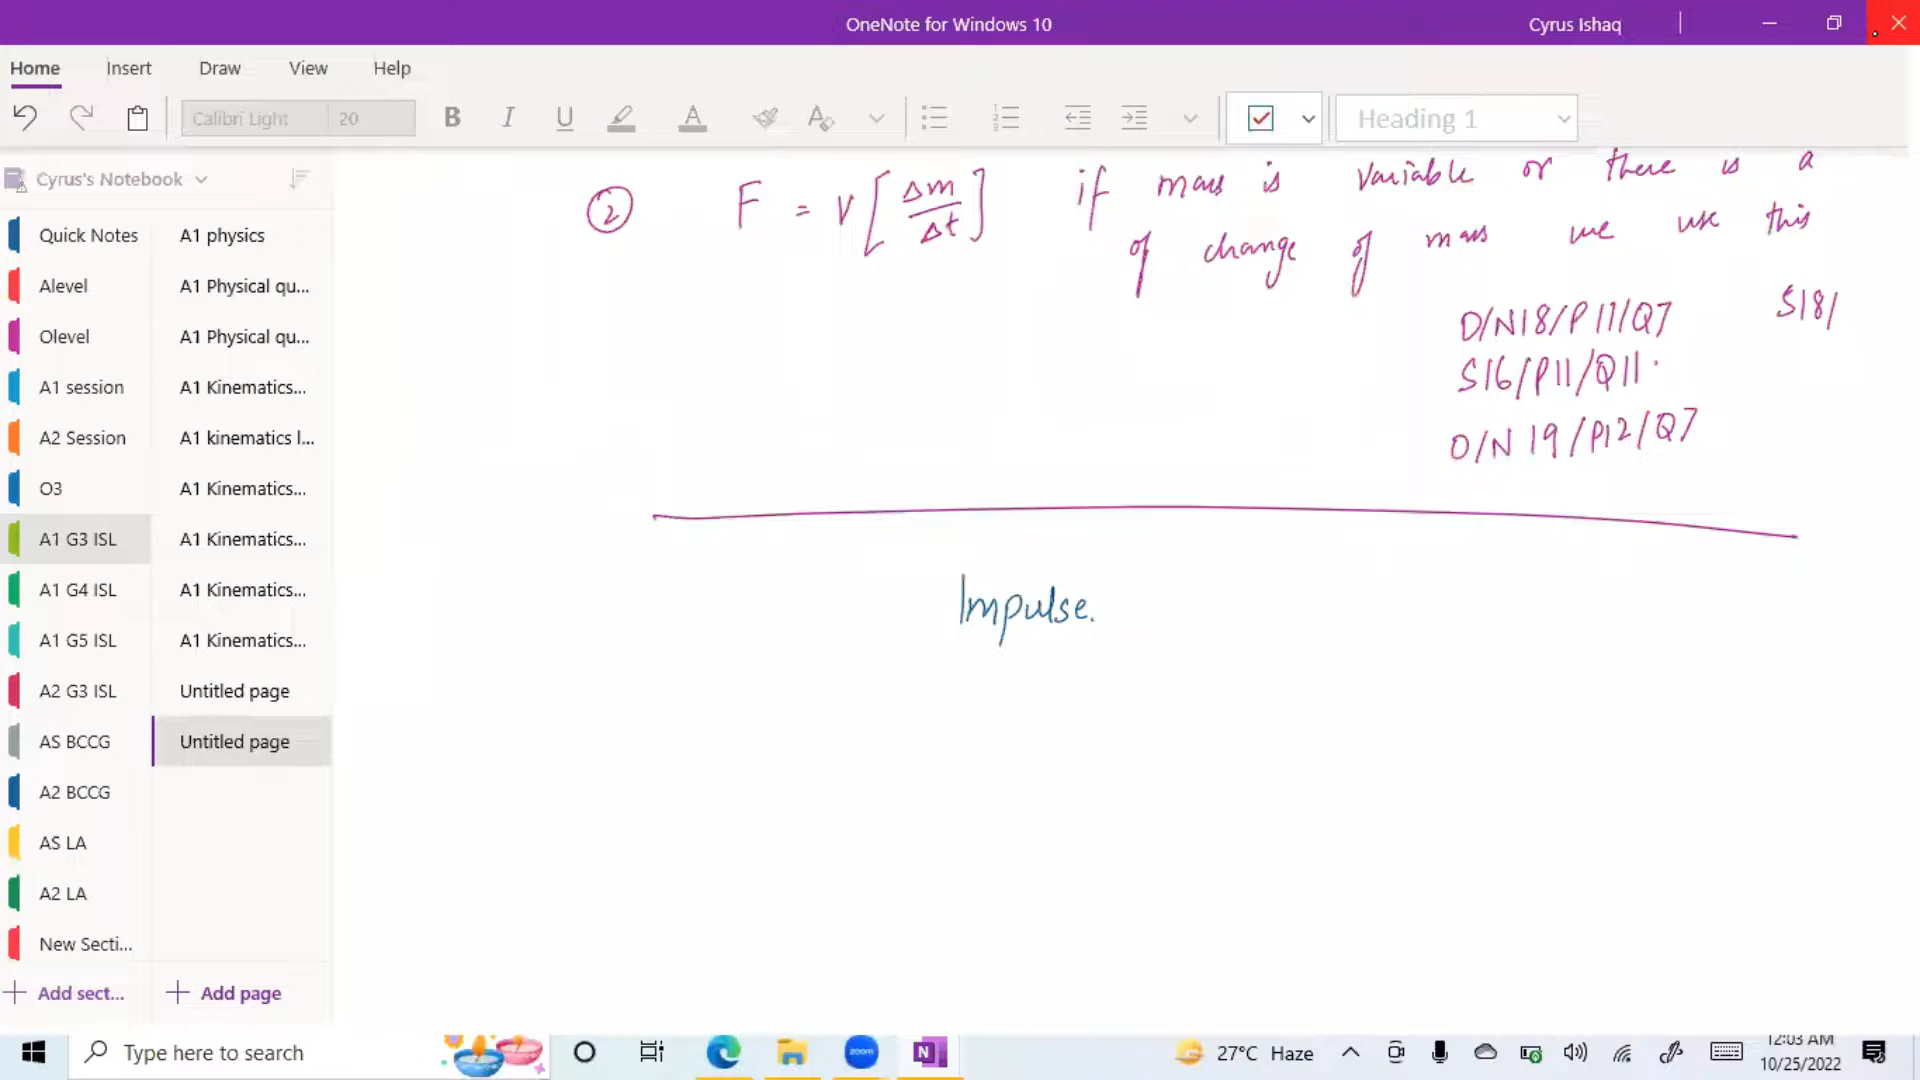 OneNote for Windows 10
Cyrus Ishaq
Home Insert Draw View Help
Calibri Light 20
B I U A
Heading 1
Cyrus's Notebook
Quick Notes
Alevel
Olevel
A1 session
A2 Session
O3
A1 G3 ISL
A1 G4 ISL
A1 G5 ISL
A2 G3 ISL
AS BCCG
A2 BCCG
AS LA
A2 LA
New Secti...
+ Add sect...
A1 physics
A1 Physical qu...
A1 Physical qu...
A1 Kinematics...
A1 kinematics l...
A1 Kinematics...
A1 Kinematics...
A1 Kinematics...
A1 Kinematics...
Untitled page
Untitled page
+ Add page
② F = V[Δm/Δt] if mass is variable or there is a
of change of mass we use this
O/N18/P11/Q7 S18/
S16/P11/Q11.
O/N 19/P12/Q7
Impulse.
Type here to search
zoom
N
27°C Haze
12:03 AM
10/25/2022